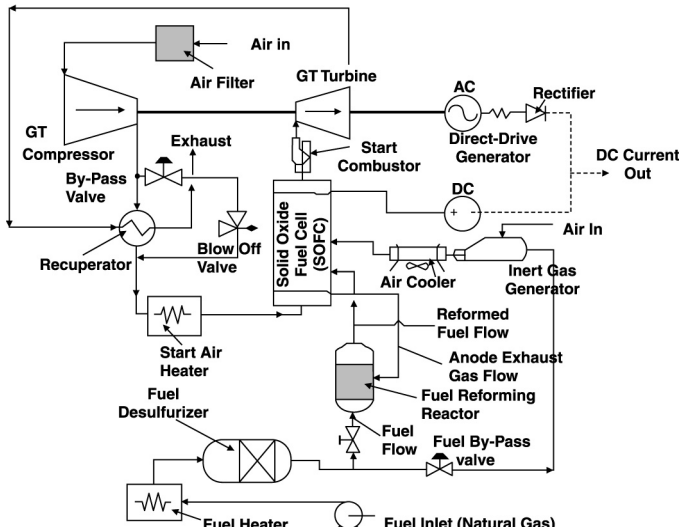 Air in
Air Filter
GT Turbine
AC
Rectifier
GT
Compressor
Exhaust
Start
Combustor
Direct-Drive
Generator
DC Current
Out
By-Pass
Valve
DC
+ -
Solid Oxide
Fuel Cell
(SOFC)
Air In
Recuperator
Blow Off
Valve
Air Cooler
Inert Gas
Generator
Reformed
Fuel Flow
Start Air
Heater
Anode Exhaust
Gas Flow
Fuel
Desulfurizer
Fuel Reforming
Reactor
Fuel
Flow
Fuel By-Pass
valve
Fuel Heater
Fuel Inlet (Natural Gas)